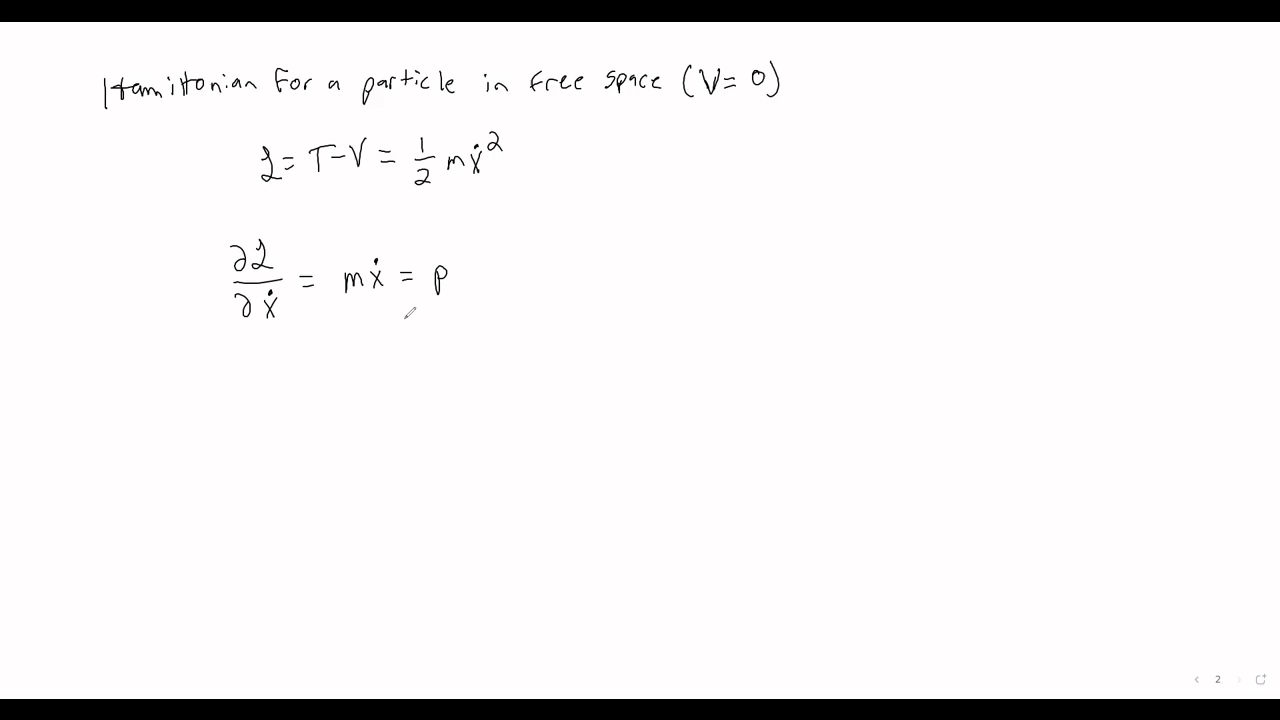 Hamiltonian For a particle in free space (V = 0)
ℒ = T - V = 1/2 mẋ²
∂ℒ/∂ẋ = mẋ = p
2